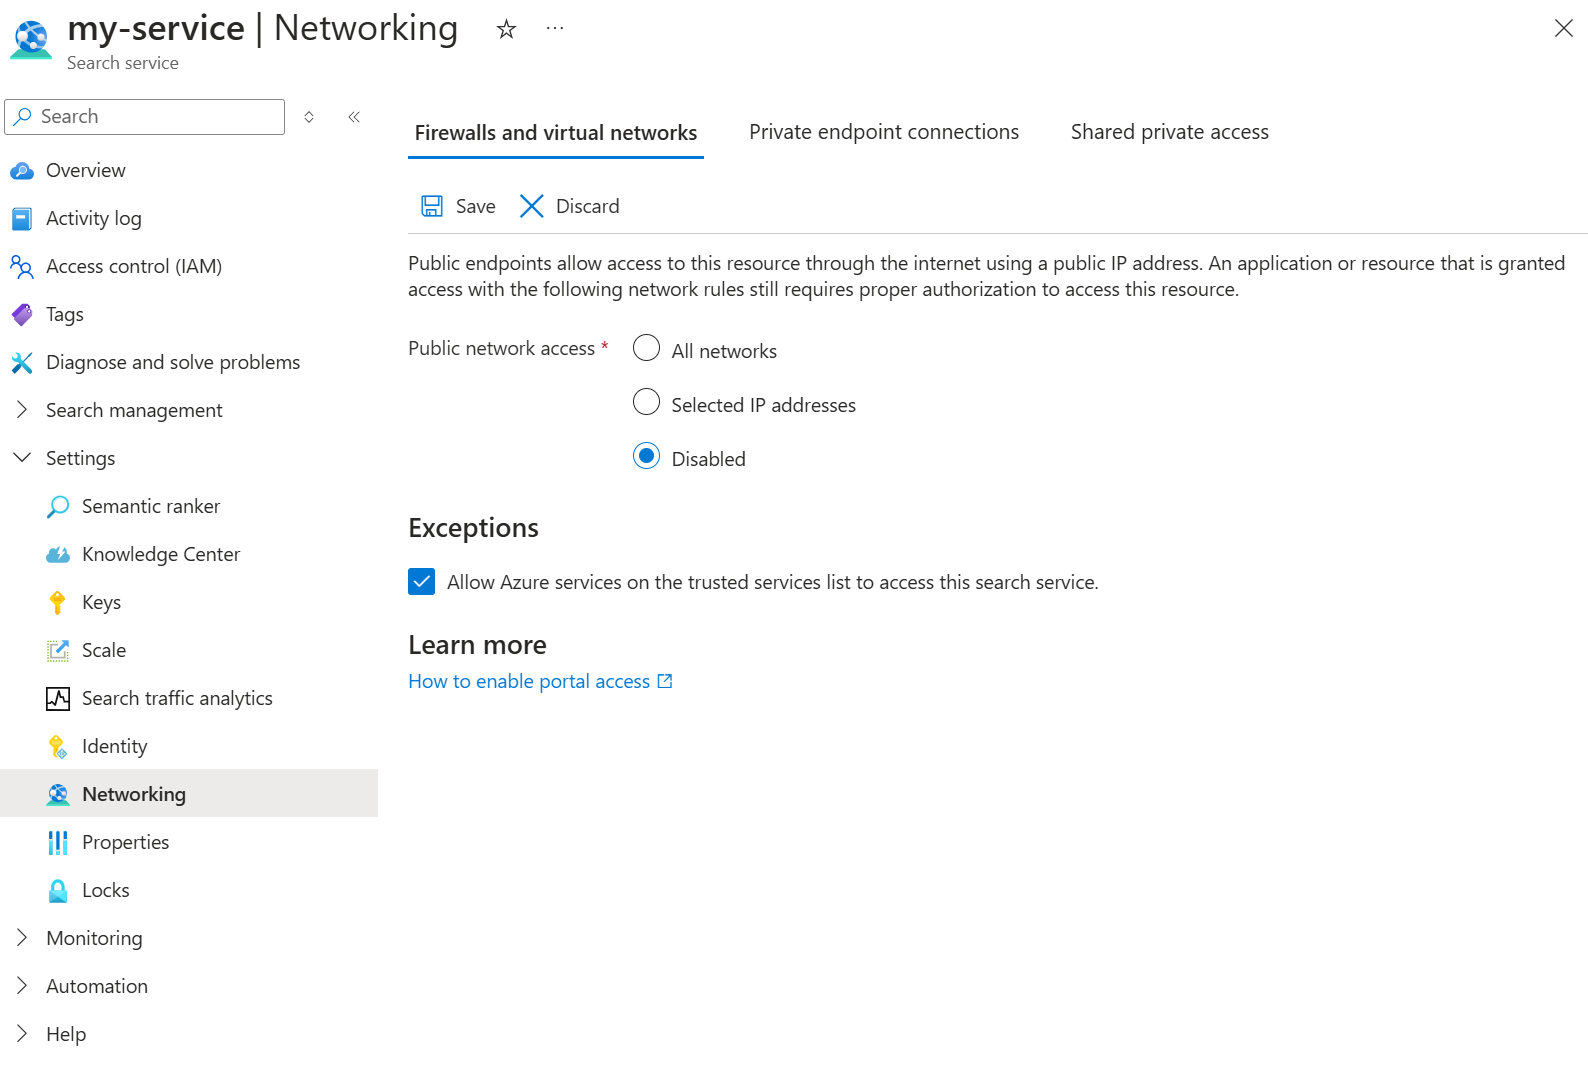 my-service | Networking
Search service
Search
Overview
Activity log
Access control (IAM)
Tags
Diagnose and solve problems
Search management
Settings
Semantic ranker
Knowledge Center
Keys
Scale
Search traffic analytics
Identity
Networking
Properties
Locks
Monitoring
Automation
Help
Firewalls and virtual networks
Private endpoint connections
Shared private access
Save
Discard
Public endpoints allow access to this resource through the internet using a public IP address. An application or resource that is granted
access with the following network rules still requires proper authorization to access this resource.
Public network access *
All networks
Selected IP addresses
Disabled
Exceptions
Allow Azure services on the trusted services list to access this search service.
Learn more
How to enable portal access